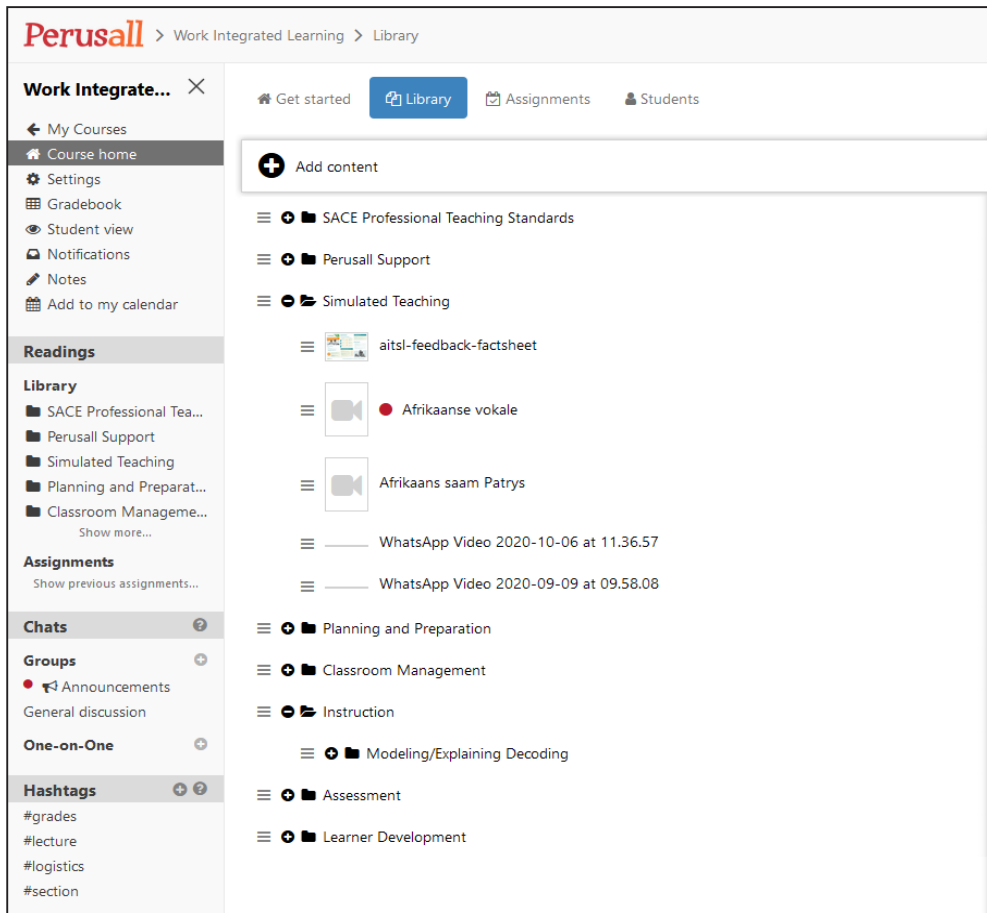 Perusall > Work Integrated Learning > Library
Work Integrate...
My Courses
Course home
Settings
Gradebook
Student view
Notifications
Notes
Add to my calendar
Readings
Library
SACE Professional Tea...
Perusall Support
Simulated Teaching
Planning and Preparat...
Classroom Manageme...
Show more...
Assignments
Show previous assignments...
Chats
Groups
Announcements
General discussion
One-on-One
Hashtags
#grades
#lecture
#logistics
#section
Get started Library Assignments Students
Add content
SACE Professional Teaching Standards
Perusall Support
Simulated Teaching
aitsl-feedback-factsheet
Afrikaanse vokale
Afrikaans saam Patrys
WhatsApp Video 2020-10-06 at 11.36.57
WhatsApp Video 2020-09-09 at 09.58.08
Planning and Preparation
Classroom Management
Instruction
Modeling/Explaining Decoding
Assessment
Learner Development